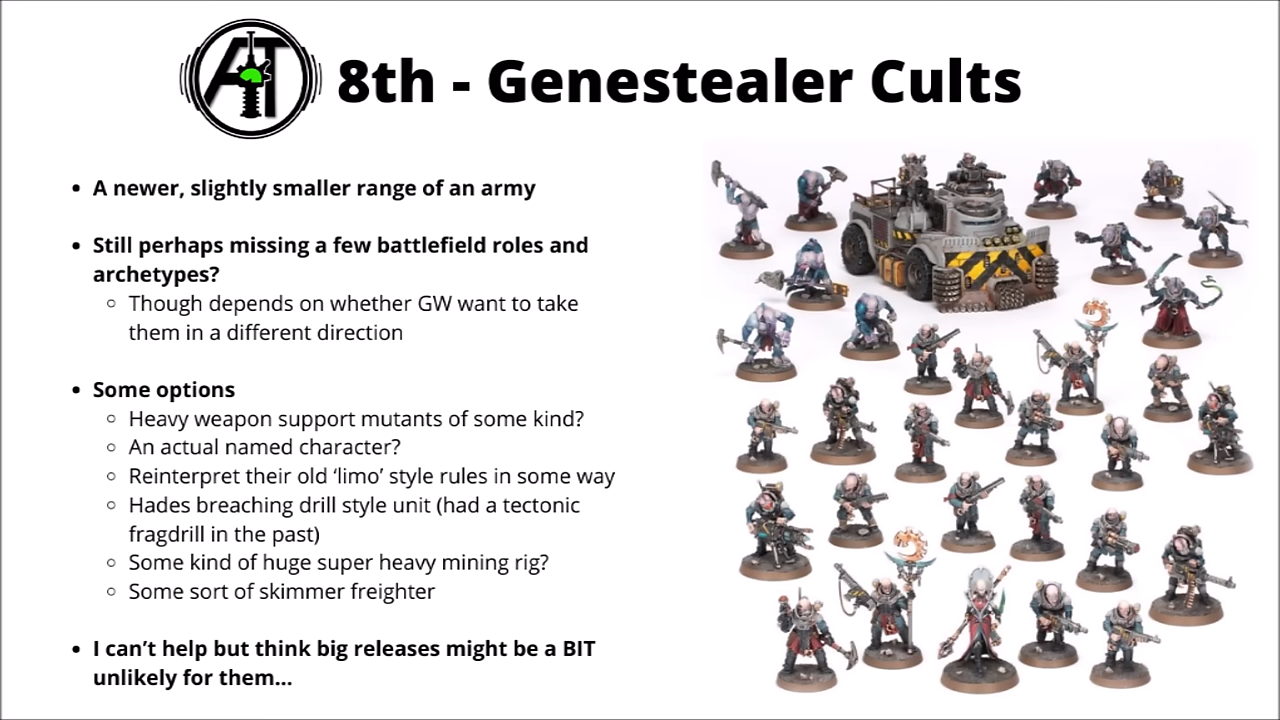 AT
8th - Genestealer Cults
• A newer, slightly smaller range of an army
• Still perhaps missing a few battlefield roles and
archetypes?
○ Though depends on whether GW want to take
them in a different direction
• Some options
○ Heavy weapon support mutants of some kind?
○ An actual named character?
○ Reinterpret their old ‘limo’ style rules in some way
○ Hades breaching drill style unit (had a tectonic
fragdrill in the past)
○ Some kind of huge super heavy mining rig?
○ Some sort of skimmer freighter
• I can’t help but think big releases might be a BIT
unlikely for them...